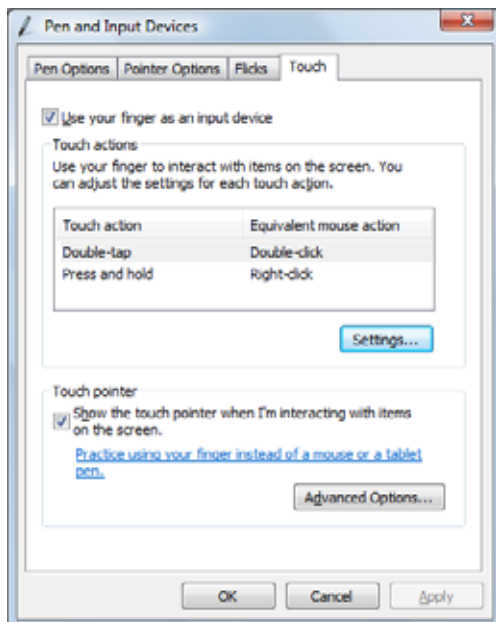 Pen and Input Devices
Pen Options Pointer Options Flicks Touch
Use your finger as an input device
Touch actions
Use your finger to interact with items on the screen. You
can adjust the settings for each touch action.
Touch action Equivalent mouse action
Double-tap Double-click
Press and hold Right-click
Settings...
Touch pointer
Show the touch pointer when I'm interacting with items
on the screen.
Practice using your finger instead of a mouse or a tablet
pen.
Advanced Options...
OK Cancel Apply